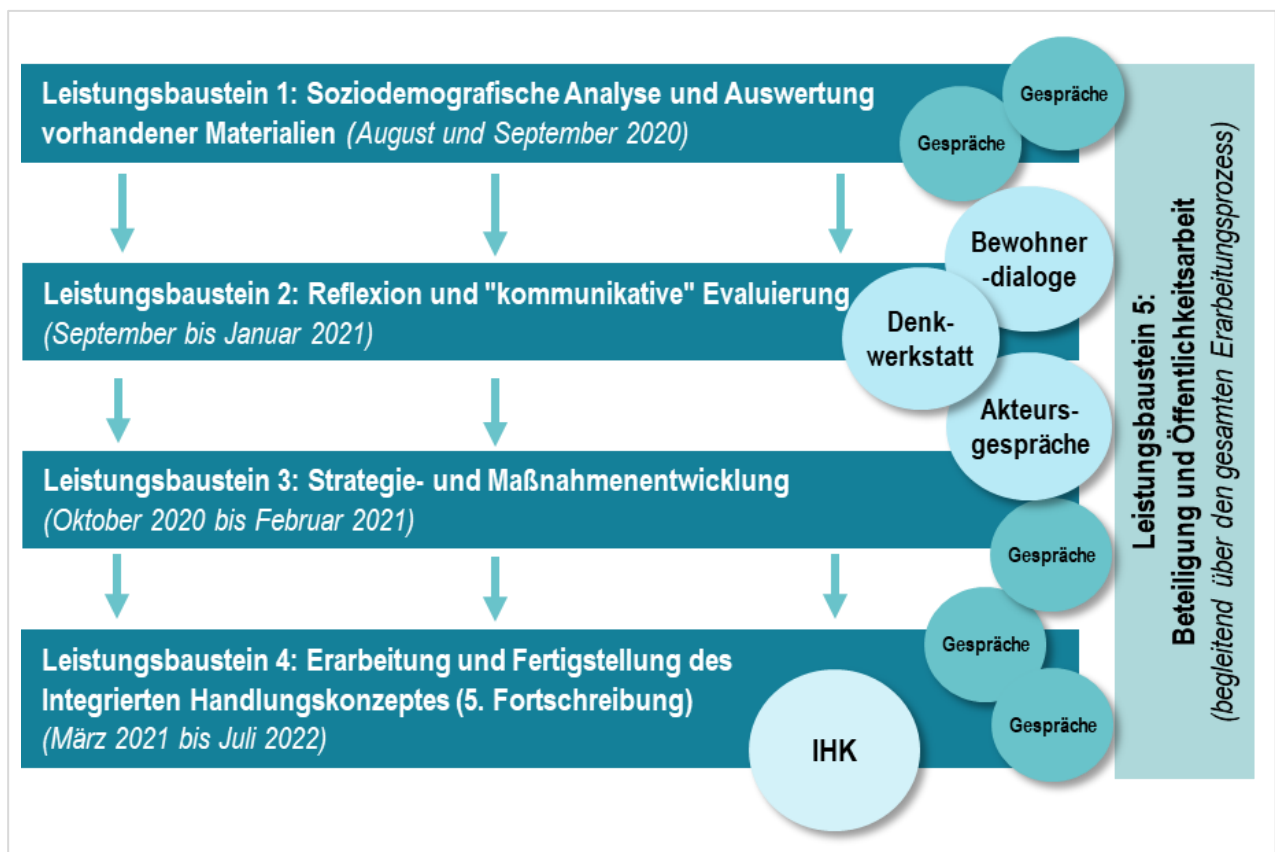 Leistungsbaustein 1: Soziodemografische Analyse und Auswertung
vorhandener Materialien (August und September 2020)
Gespräche
Gespräche
Leistungsbaustein 2: Reflexion und "kommunikative" Evaluierung
(September bis Januar 2021)
Bewohner
-dialoge
Denk-
werkstatt
Akteurs-
gespräche
Leistungsbaustein 3: Strategie- und Maßnahmenentwicklung
(Oktober 2020 bis Februar 2021)
Gespräche
Leistungsbaustein 4: Erarbeitung und Fertigstellung des
Integrierten Handlungskonzeptes (5. Fortschreibung)
(März 2021 bis Juli 2022)
Gespräche
Gespräche
IHK
Leistungsbaustein 5:
Beteiligung und Öffentlichkeitsarbeit
(begleitend über den gesamten Erarbeitungsprozess)